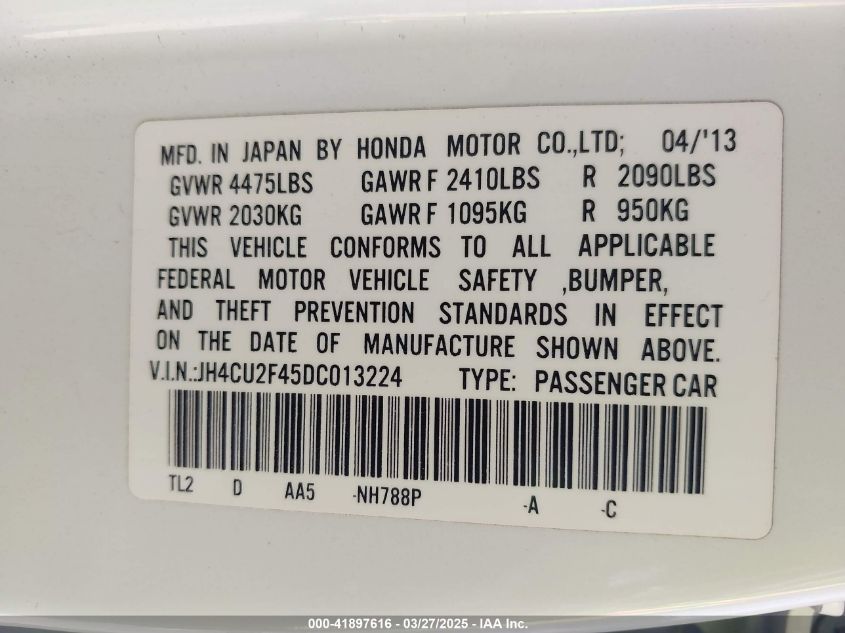 MFD. IN JAPAN BY HONDA MOTOR CO.,LTD; 04/'13
GVWR 4475LBS GAWR F 2410LBS R 2090LBS
GVWR 2030KG GAWR F 1095KG R 950KG
THIS VEHICLE CONFORMS TO ALL APPLICABLE
FEDERAL MOTOR VEHICLE SAFETY ,BUMPER,
AND THEFT PREVENTION STANDARDS IN EFFECT
ON THE DATE OF MANUFACTURE SHOWN ABOVE.
V.I.N.:JH4CU2F45DC013224 TYPE: PASSENGER CAR
TL2 D AA5 -NH788P -A -C
000-41897616 — 03/27/2025 — IAA Inc.